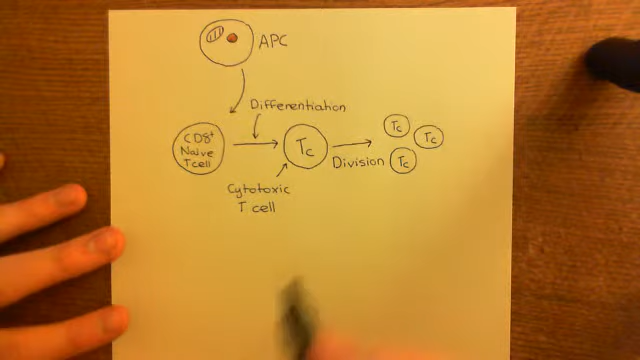 APC
Differentiation
CD8+
Naive
T cell
Tc
Division
Tc
Tc
Tc
Cytotoxic
T cell